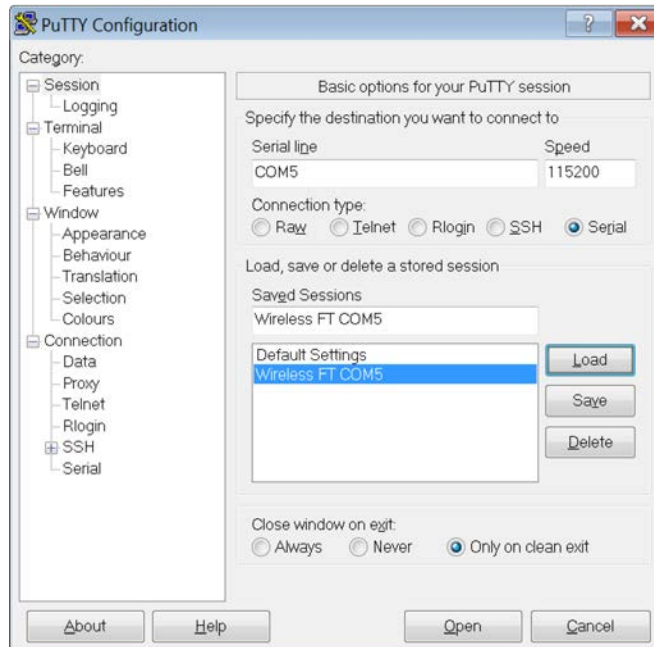 PuTTY Configuration
Category:
Session
Logging
Terminal
Keyboard
Bell
Features
Window
Appearance
Behaviour
Translation
Selection
Colours
Connection
Data
Proxy
Telnet
Rlogin
SSH
Serial
Basic options for your PuTTY session
Specify the destination you want to connect to
Serial line Speed
COM5 115200
Connection type:
Raw Telnet Rlogin SSH Serial
Load, save or delete a stored session
Saved Sessions
Wireless FT COM5
Default Settings
Wireless FT COM5
Load
Save
Delete
Close window on exit:
Always Never Only on clean exit
About Help Open Cancel